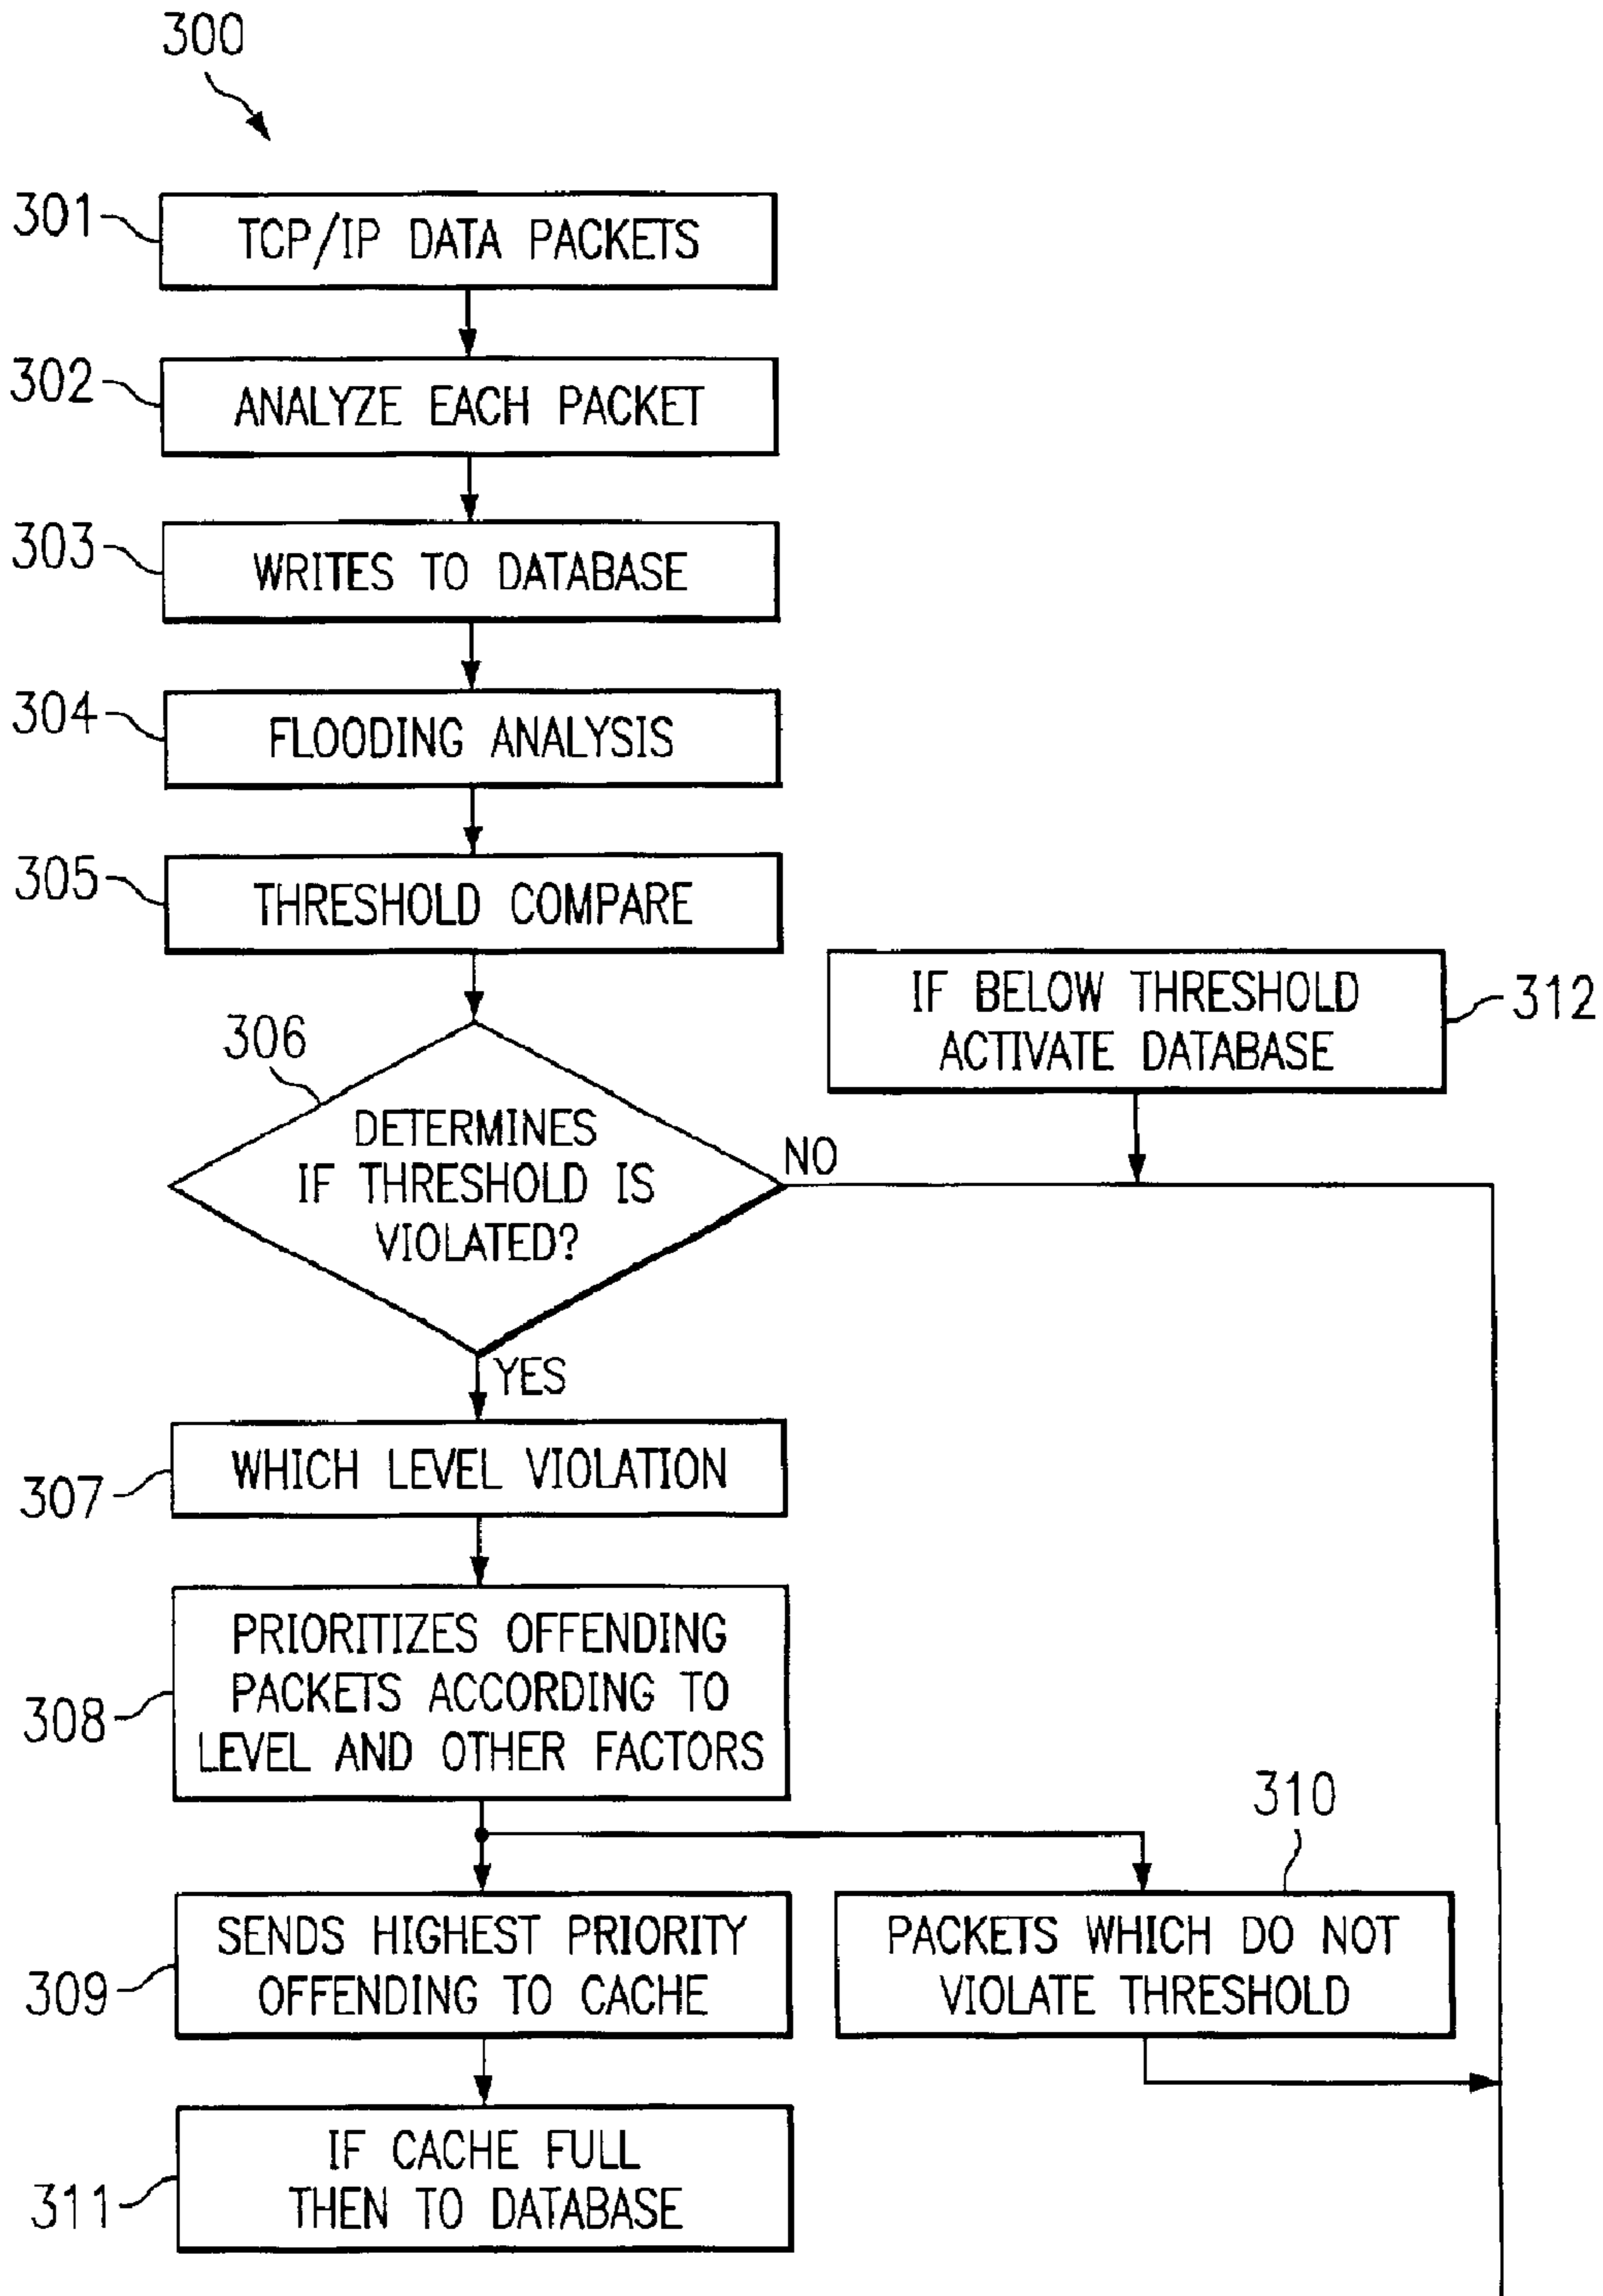 300
301
TCP/IP DATA PACKETS
302
ANALYZE EACH PACKET
303
WRITES TO DATABASE
304
FLOODING ANALYSIS
305
THRESHOLD COMPARE
IF BELOW THRESHOLD
ACTIVATE DATABASE
312
306
DETERMINES
IF THRESHOLD IS
VIOLATED?
NO
YES
307
WHICH LEVEL VIOLATION
308
PRIORITIZES OFFENDING
PACKETS ACCORDING TO
LEVEL AND OTHER FACTORS
310
309
SENDS HIGHEST PRIORITY
OFFENDING TO CACHE
PACKETS WHICH DO NOT
VIOLATE THRESHOLD
311
IF CACHE FULL
THEN TO DATABASE